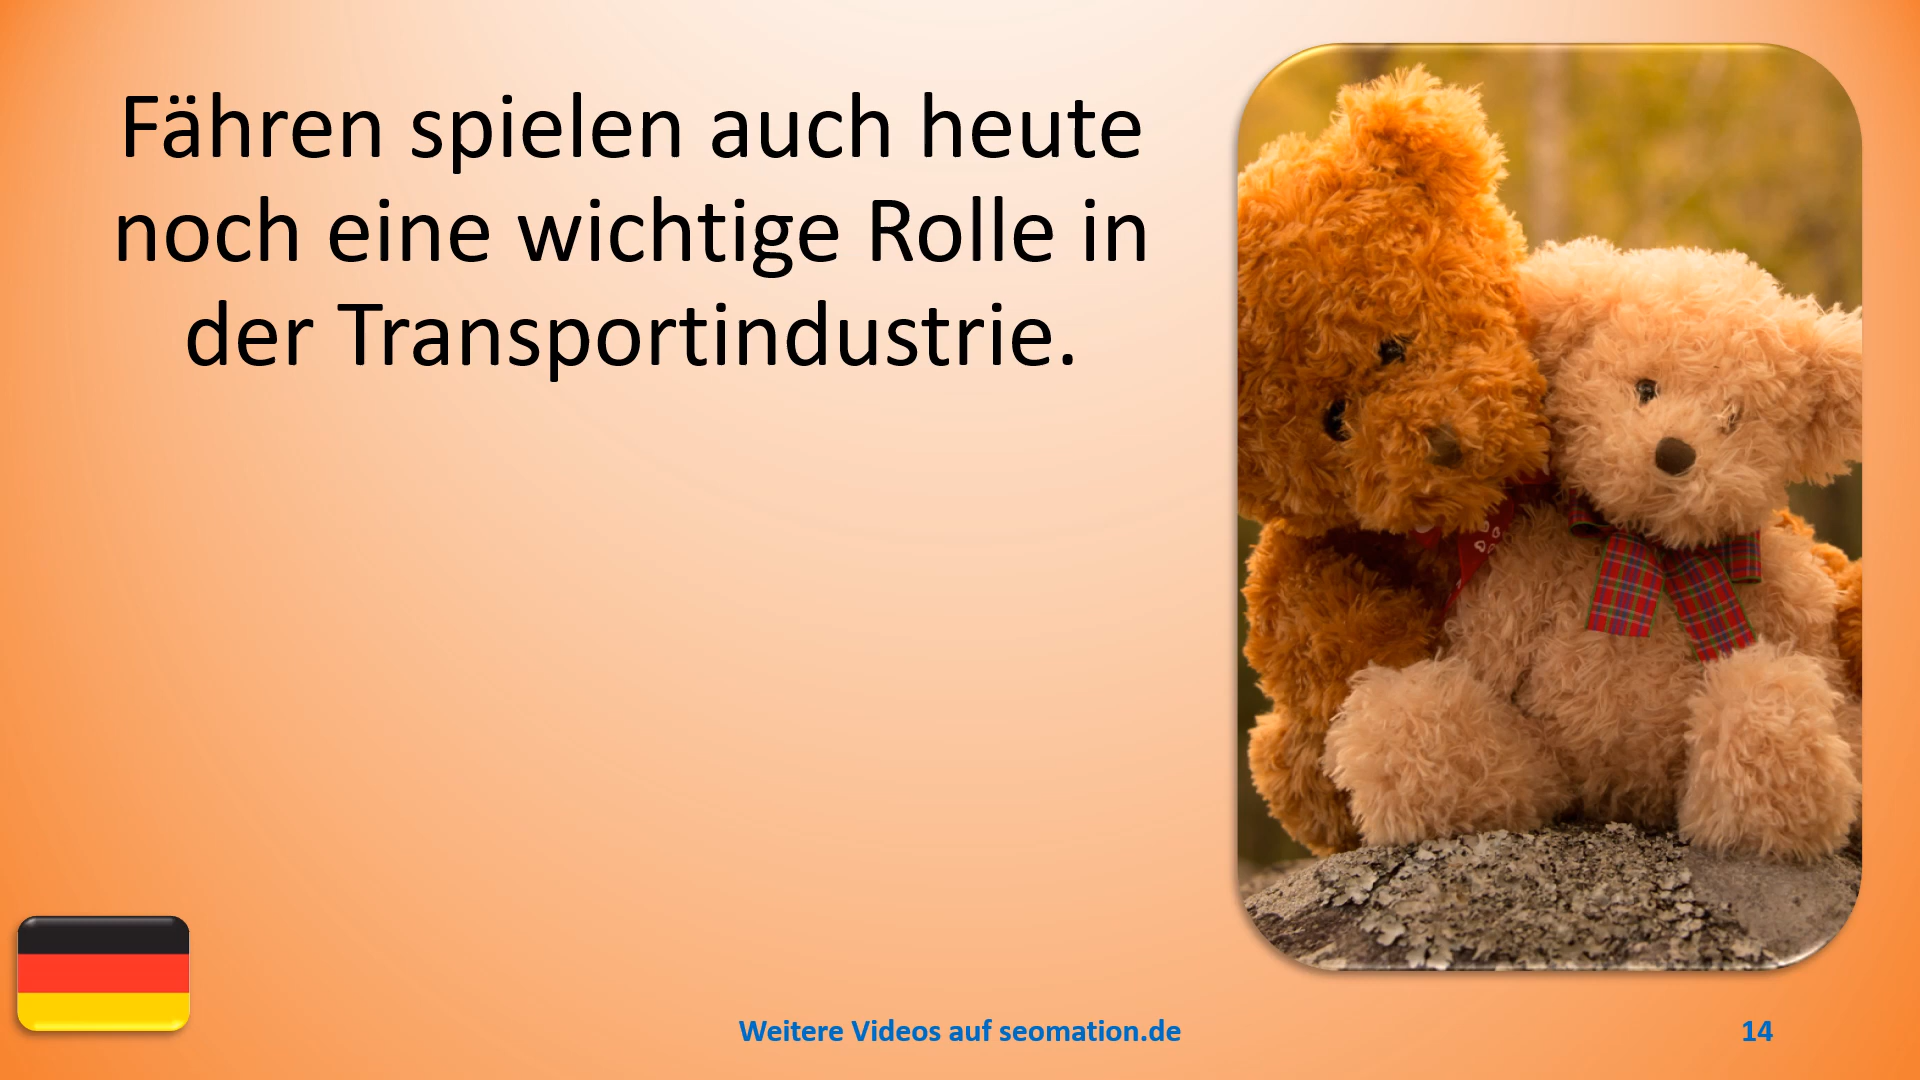 Fähren spielen auch heute
noch eine wichtige Rolle in
der Transportindustrie.
Weitere Videos auf seomation.de
14